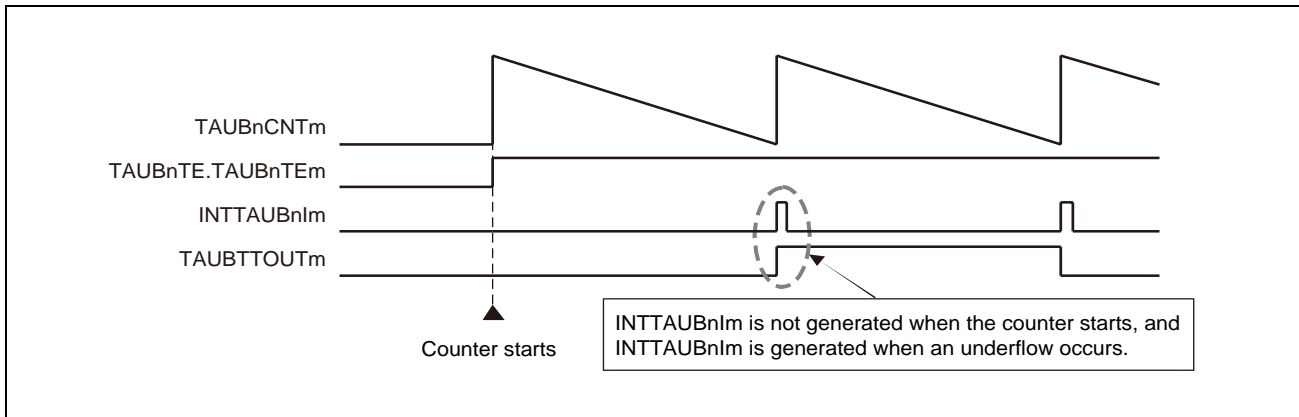 TAUBnCNTm
TAUBnTE.TAUBnTEm
INTTAUBnIm
TAUBTTOUTm
Counter starts
INTTAUBnIm is not generated when the counter starts, and
INTTAUBnIm is generated when an underflow occurs.